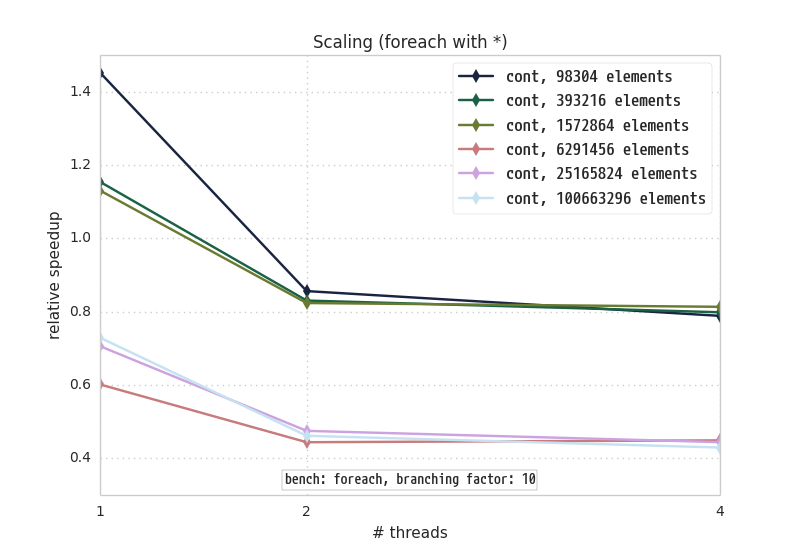 Scaling (foreach with *)
cont, 98304 elements
cont, 393216 elements
cont, 1572864 elements
cont, 6291456 elements
cont, 25165824 elements
cont, 100663296 elements
relative speedup
1.4
1.2
1.0
0.8
0.6
0.4
bench: foreach, branching factor: 10
1 2 4
# threads